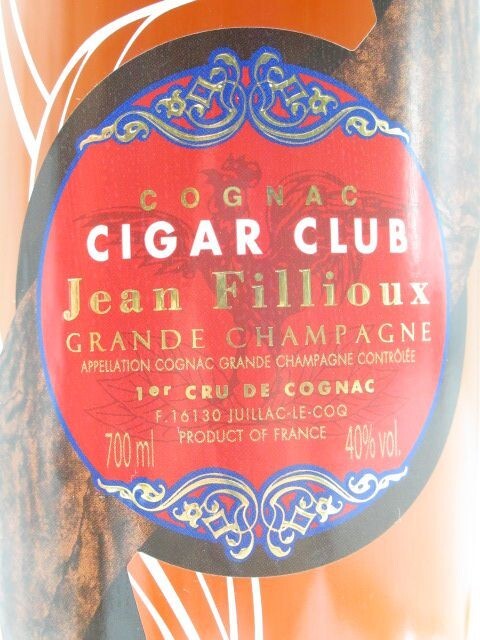 COGNAC
CIGAR CLUB
Jean Fillioux
GRANDE CHAMPAGNE
APPELLATION COGNAC GRANDE CHAMPAGNE CONTRÔLÉE
1er CRU DE COGNAC
F.16130 JUILLAC-LE-COQ
700 ml PRODUCT OF FRANCE 40% vol.